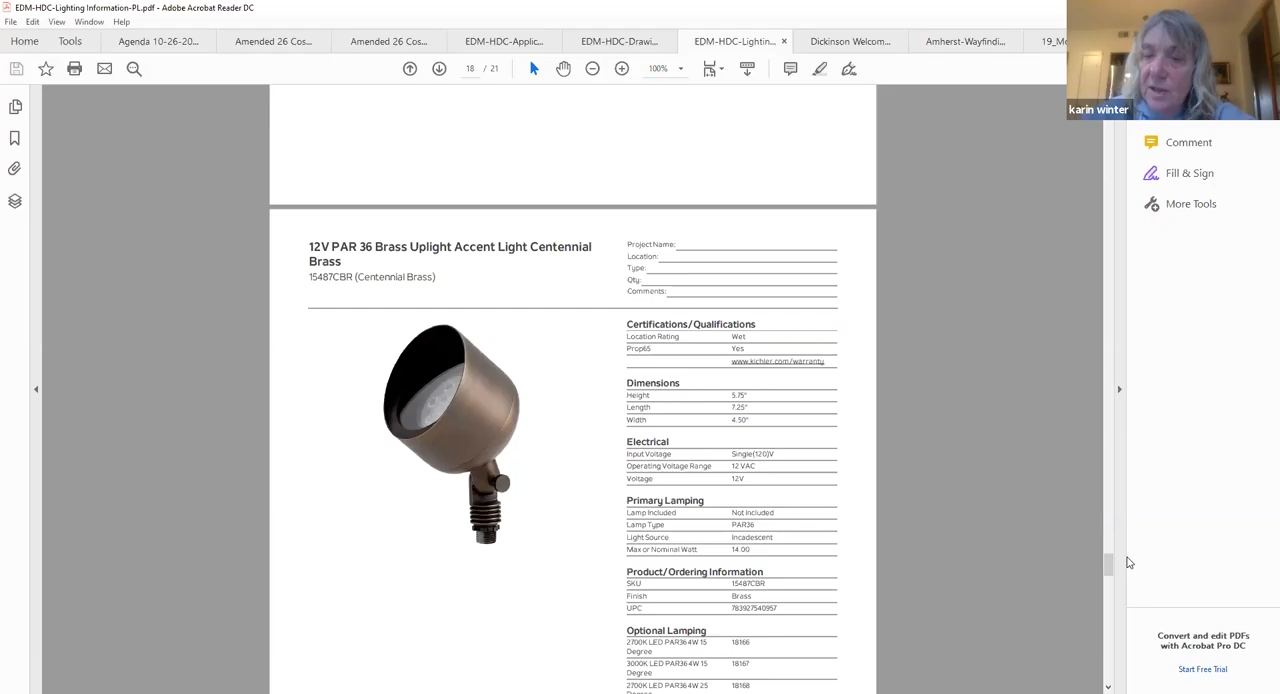 EDM-HDC-Lighting Information-PL.pdf - Adobe Acrobat Reader DC
File Edit View Window Help
Home Tools Agenda 10-26-20... Amended 26 Cos... Amended 26 Cos... EDM-HDC-Applic... EDM-HDC-Drawi... EDM-HDC-Lightin... × Dickinson Welcom... Amherst-Wayfindi... 19_Mo
18 / 21 100%
karin winter
Comment
Fill & Sign
More Tools
12V PAR 36 Brass Uplight Accent Light Centennial
Brass
15487CBR (Centennial Brass)
Project Name:
Location:
Type:
Qty:
Comments:
Certifications/Qualifications
Location Rating Wet
Prop65 Yes
www.kichler.com/warranty
Dimensions
Height 5.75"
Length 7.25"
Width 4.50"
Electrical
Input Voltage Single(120)V
Operating Voltage Range 12 VAC
Voltage 12V
Primary Lamping
Lamp Included Not Included
Lamp Type PAR36
Light Source Incadescent
Max or Nominal Watt 14.00
Product/Ordering Information
SKU 15487CBR
Finish Brass
UPC 783927540957
Optional Lamping
2700K LED PAR36 4W 15 18166
Degree
3000K LED PAR36 4W 15 18167
Degree
2700K LED PAR36 4W 25 18168
Degree
Convert and edit PDFs
with Acrobat Pro DC
Start Free Trial